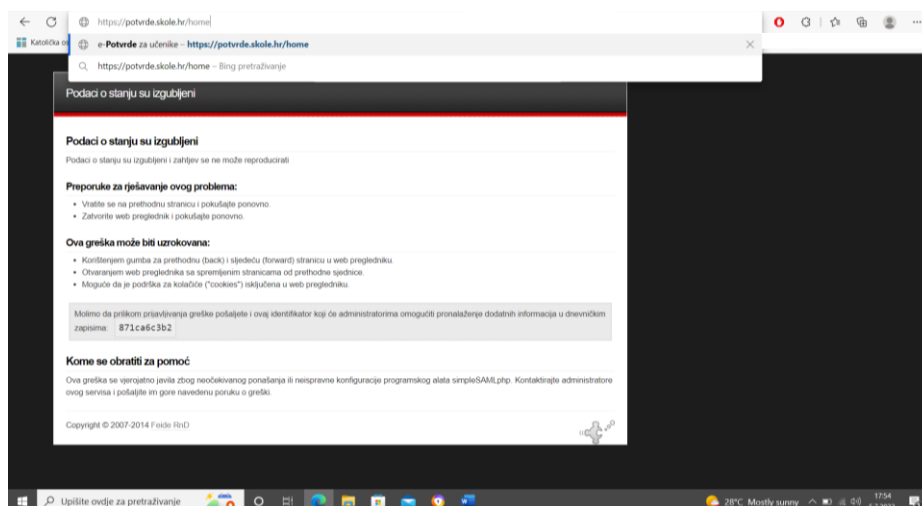 https://potvrde.skole.hr/home
Katolička
e-Potvrde za učenike – https://potvrde.skole.hr/home
https://potvrde.skole.hr/home – Bing pretraživanje
Podaci o stanju su izgubljeni
Podaci o stanju su izgubljeni
Podaci o stanju su izgubljeni i zahtjev se ne može reproducirati
Preporuke za rješavanje ovog problema:
Vratite se na prethodnu stranicu i pokušajte ponovno.
Zatvorite web preglednik i pokušajte ponovno.
Ova greška može biti uzrokovana:
Korištenjem gumba za prethodnu (back) i sljedeću (forward) stranicu u web pregledniku.
Otvaranjem web preglednika sa spremljenim stranicama od prethodne sjednice.
Moguće da je podrška za kolačiće ("cookies") isključena u web pregledniku.
Molimo da prilikom prijavljivanja greške pošaljete i ovaj identifikator koji će administratorima omogućiti pronalaženje dodatnih informacija u dnevničkim
zapisima: 871ca6c3b2
Kome se obratiti za pomoć
Ova greška se vjerojatno javila zbog neočekivanog ponašanja ili neispravne konfiguracije programskog alata simpleSAMLphp. Kontaktirajte administratore
ovog servisa i pošaljite im gore navedenu poruku o greški.
Copyright © 2007-2014 Feide RnD
Upišite ovdje za pretraživanje
28°C Mostly sunny
17:54